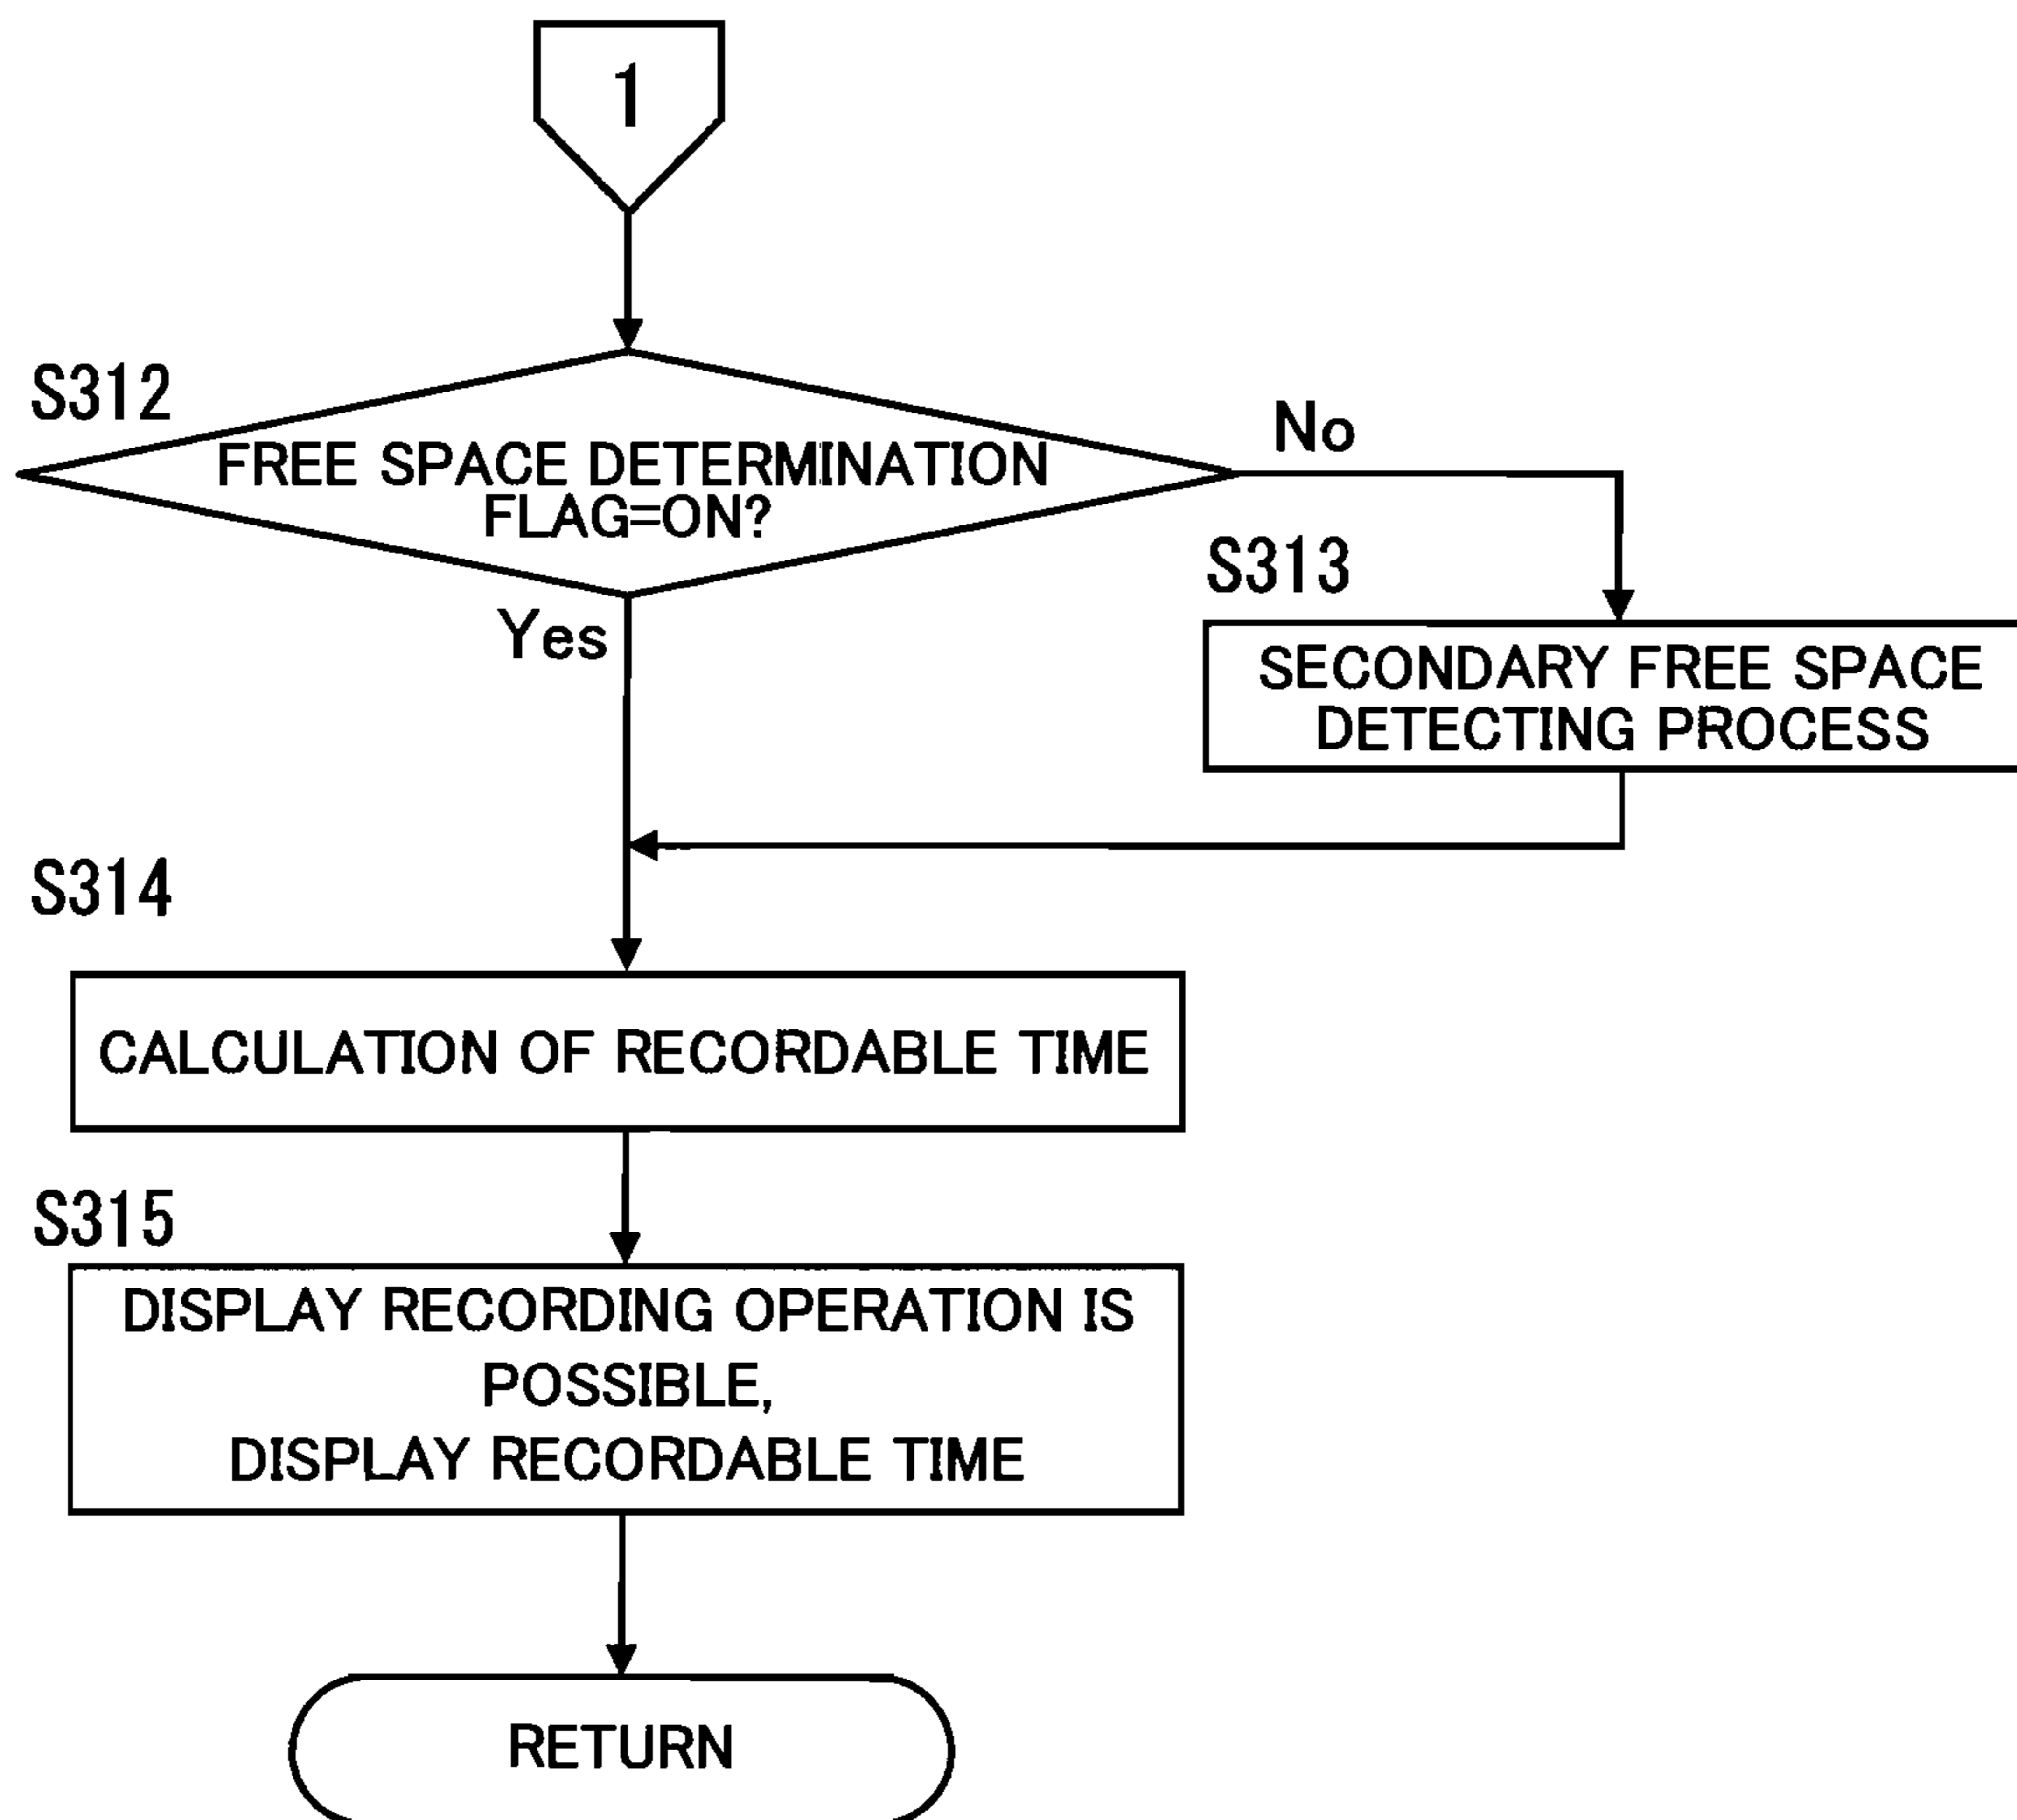 1
S312
FREE SPACE DETERMINATION
FLAG=ON?
No
Yes
S313
SECONDARY FREE SPACE
DETECTING PROCESS
S314
CALCULATION OF RECORDABLE TIME
S315
DISPLAY RECORDING OPERATION IS
POSSIBLE,
DISPLAY RECORDABLE TIME
RETURN